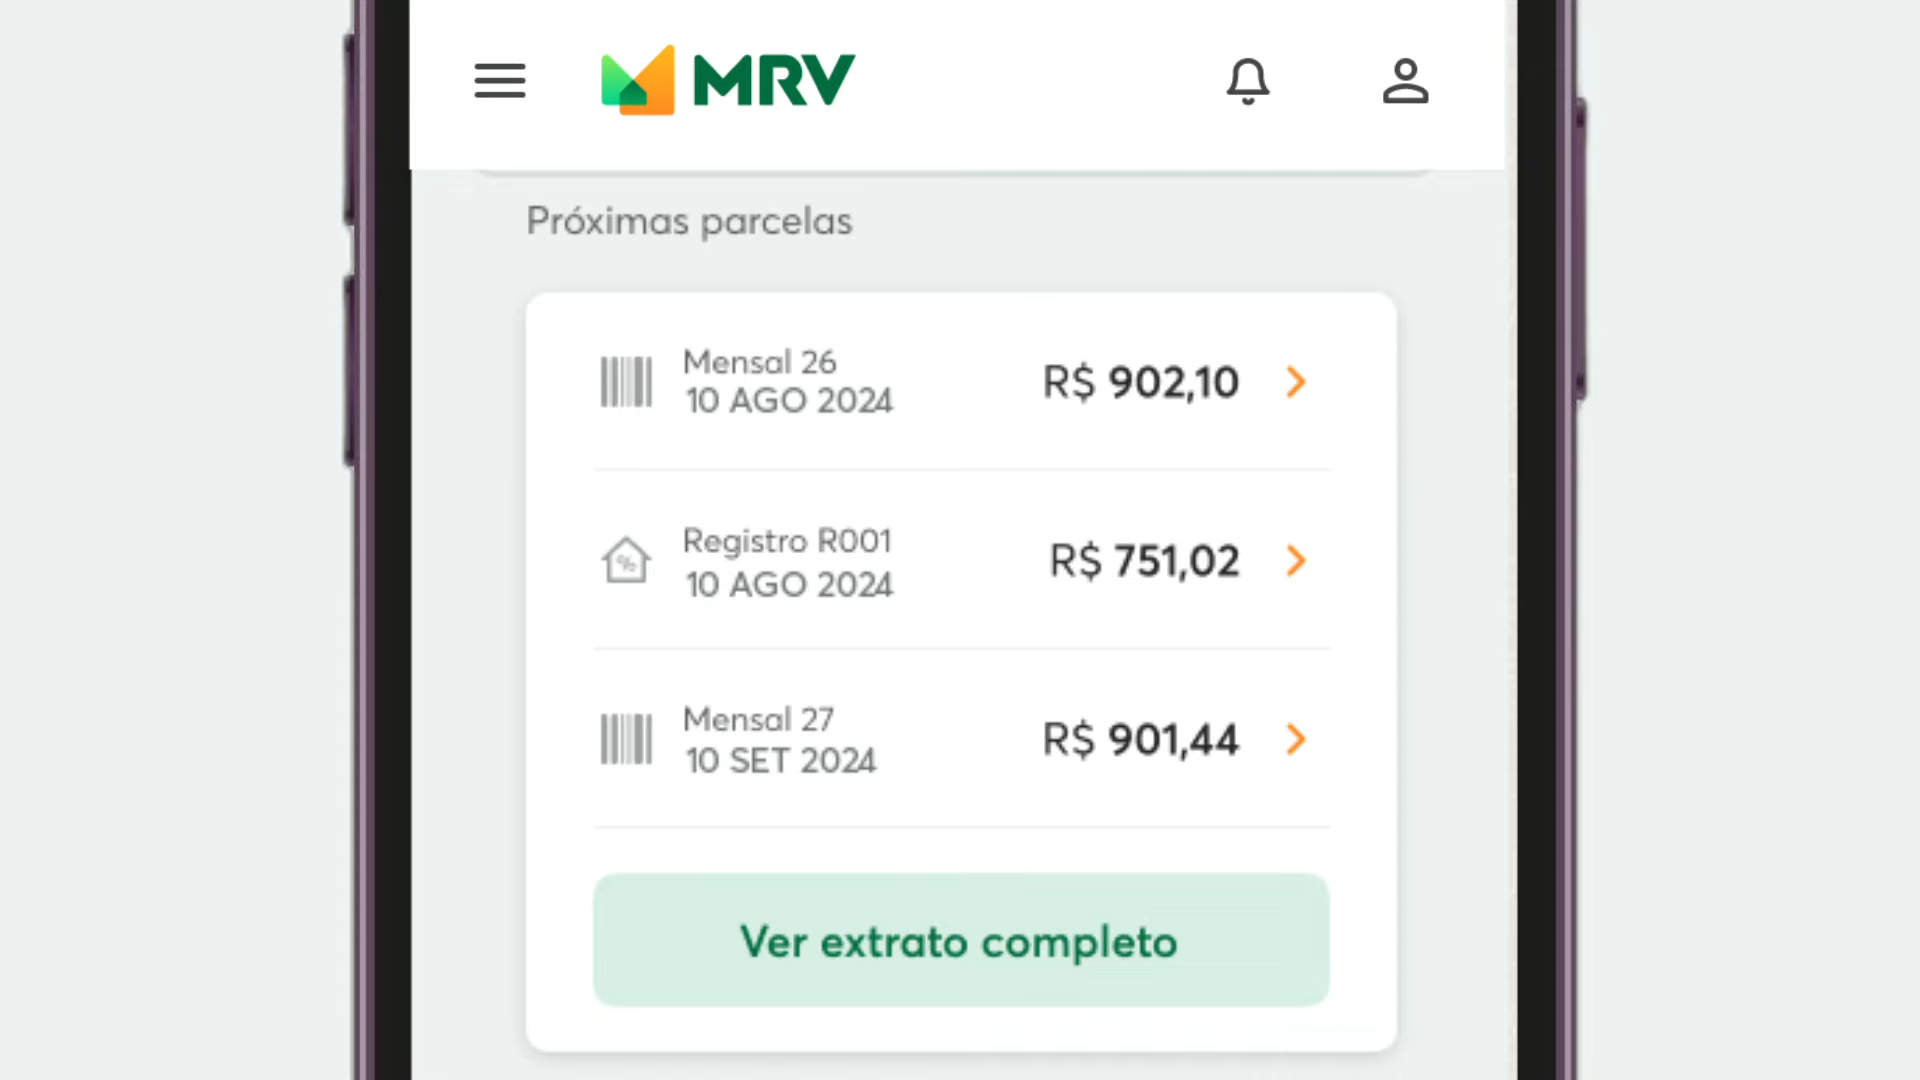 MRV
Próximas parcelas
Mensal 26
10 AGO 2024
R$ 902,10
Registro R001
10 AGO 2024
R$ 751,02
Mensal 27
10 SET 2024
R$ 901,44
Ver extrato completo